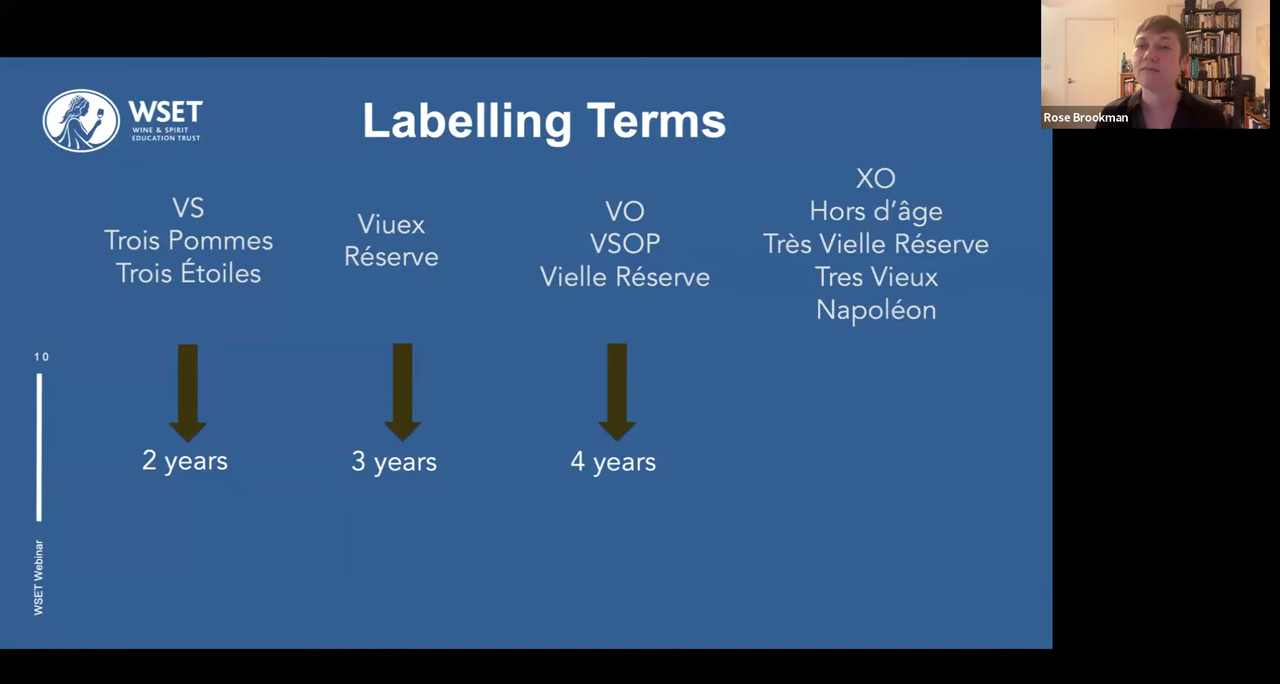 WSET
WINE & SPIRIT
EDUCATION TRUST
Labelling Terms
VS
Trois Pommes
Trois Étoiles
Viuex
Réserve
VO
VSOP
Vielle Réserve
XO
Hors d’âge
Très Vielle Réserve
Tres Vieux
Napoléon
2 years
3 years
4 years
10
WSET Webinar
Rose Brookman